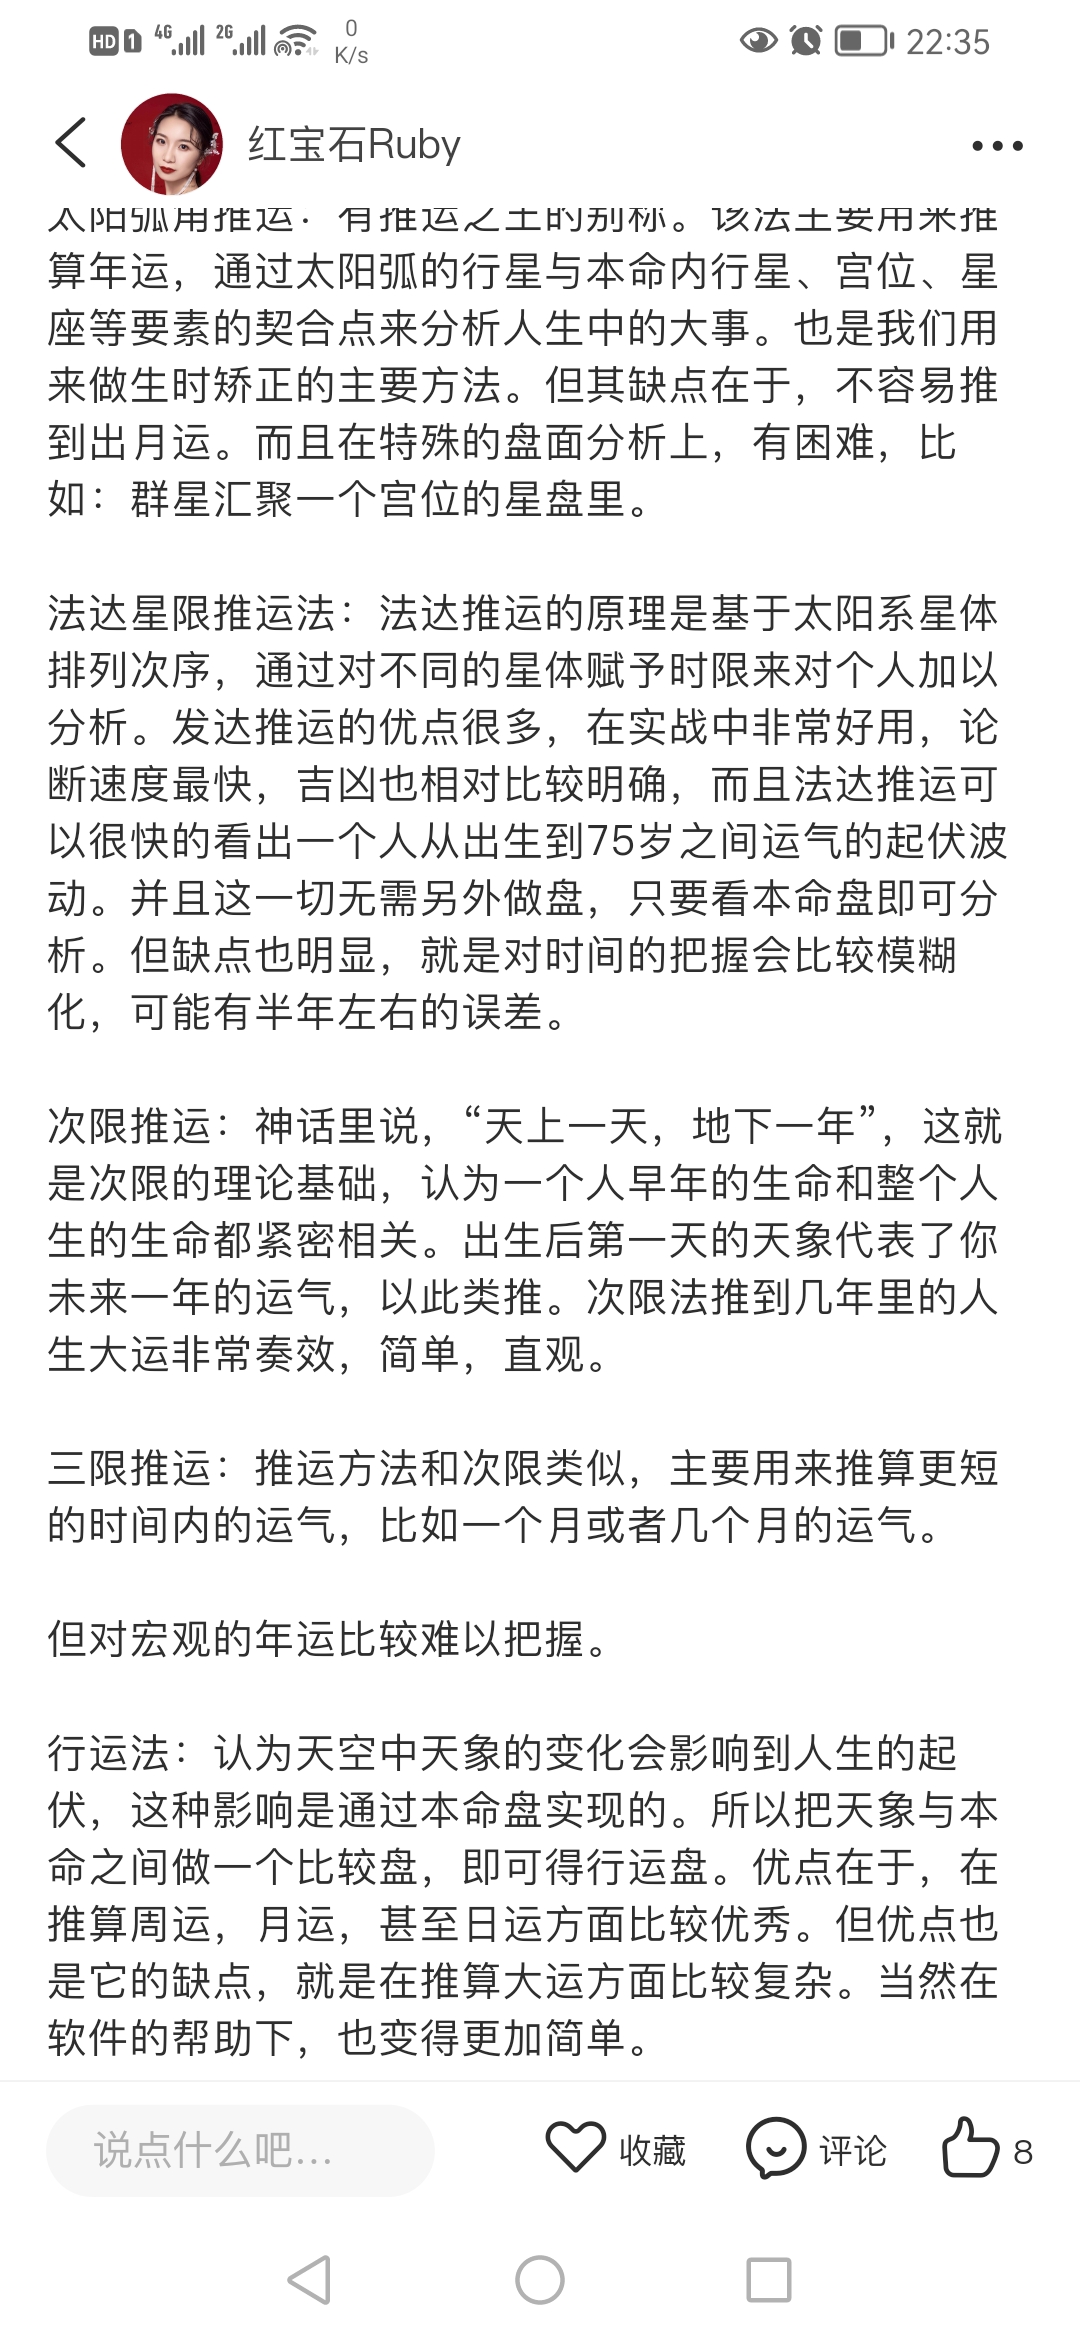 HD 1 4G 2G 0 K/s 22:35
红宝石Ruby
太阳弧角推运：有推运之王的别称。该法主要用来推
算年运，通过太阳弧的行星与本命内行星、宫位、星
座等要素的契合点来分析人生中的大事。也是我们用
来做生时矫正的主要方法。但其缺点在于，不容易推
到出月运。而且在特殊的盘面分析上，有困难，比
如：群星汇聚一个宫位的星盘里。
法达星限推运法：法达推运的原理是基于太阳系星体
排列次序，通过对不同的星体赋予时限来对个人加以
分析。发达推运的优点很多，在实战中非常好用，论
断速度最快，吉凶也相对比较明确，而且法达推运可
以很快的看出一个人从出生到75岁之间运气的起伏波
动。并且这一切无需另外做盘，只要看本命盘即可分
析。但缺点也明显，就是对时间的把握会比较模糊
化，可能有半年左右的误差。
次限推运：神话里说，“天上一天，地下一年”，这就
是次限的理论基础，认为一个人早年的生命和整个人
生的生命都紧密相关。出生后第一天的天象代表了你
未来一年的运气，以此类推。次限法推到几年里的人
生大运非常奏效，简单，直观。
三限推运：推运方法和次限类似，主要用来推算更短
的时间内的运气，比如一个月或者几个月的运气。
但对宏观的年运比较难以把握。
行运法：认为天空中天象的变化会影响到人生的起
伏，这种影响是通过本命盘实现的。所以把天象与本
命之间做一个比较盘，即可得行运盘。优点在于，在
推算周运，月运，甚至日运方面比较优秀。但优点也
是它的缺点，就是在推算大运方面比较复杂。当然在
软件的帮助下，也变得更加简单。
说点什么吧... 收藏 评论 8